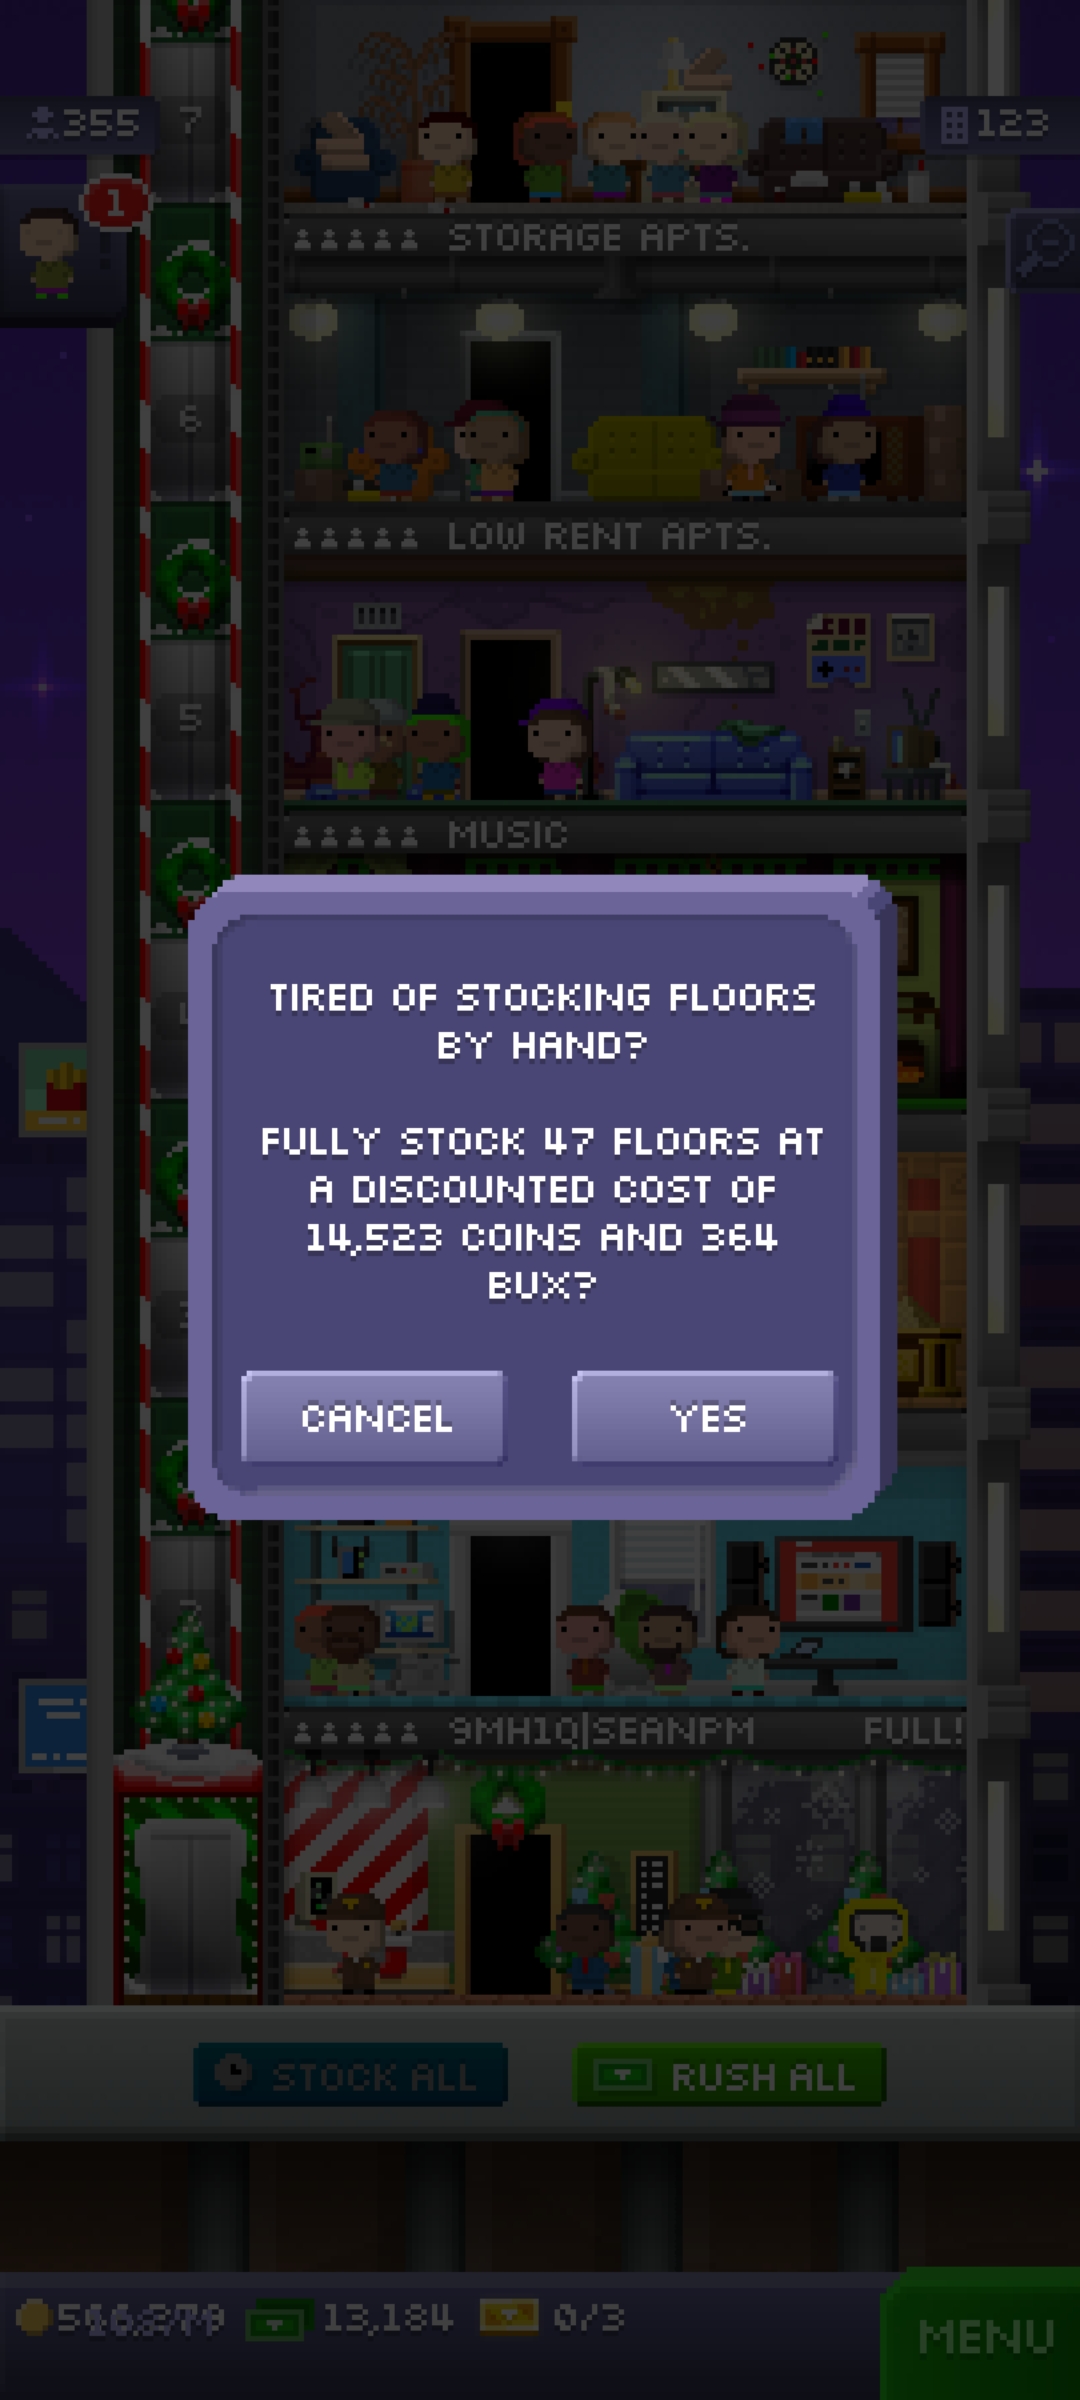 7
355
123
1
STORAGE APTS.
6
LOW RENT APTS.
5
MUSIC
TIRED OF STOCKING FLOORS
BY HAND?
FULLY STOCK 47 FLOORS AT
A DISCOUNTED COST OF
14,523 COINS AND 364
BUX?
CANCEL YES
9MH1Q|SEANPM FULL!
STOCK ALL RUSH ALL
13,184 0/3
MENU